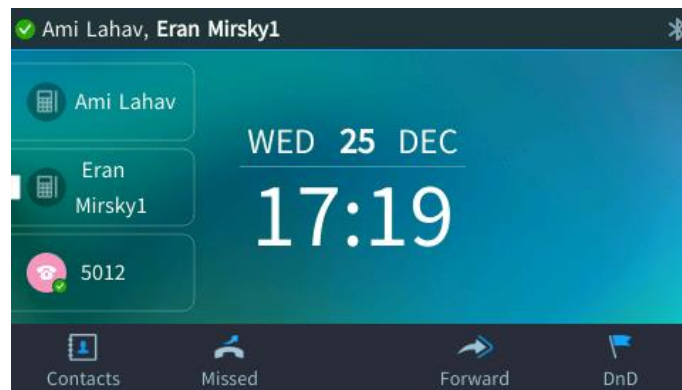 Ami Lahav, Eran Mirsky1
Ami Lahav
Eran
Mirsky1
5012
WED 25 DEC
17:19
Contacts
Missed
Forward
DnD